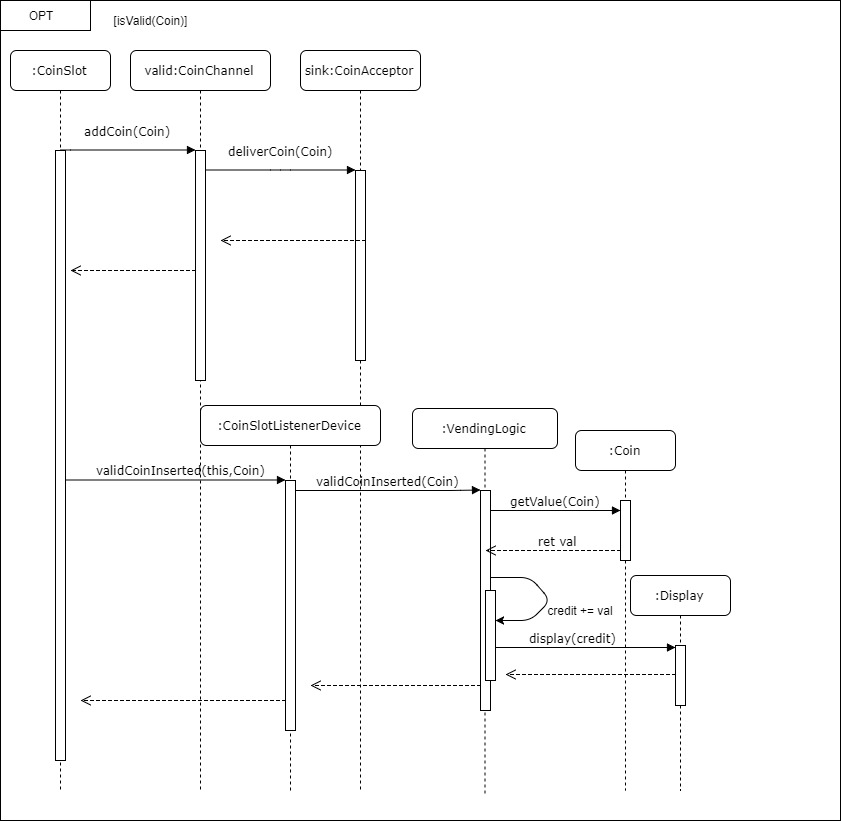 OPT
[isValid(Coin)]
:CoinSlot
valid:CoinChannel
sink:CoinAcceptor
addCoin(Coin)
deliverCoin(Coin)
:CoinSlotListenerDevice
:VendingLogic
:Coin
validCoinInserted(this,Coin)
validCoinInserted(Coin)
getValue(Coin)
ret val
:Display
credit += val
display(credit)